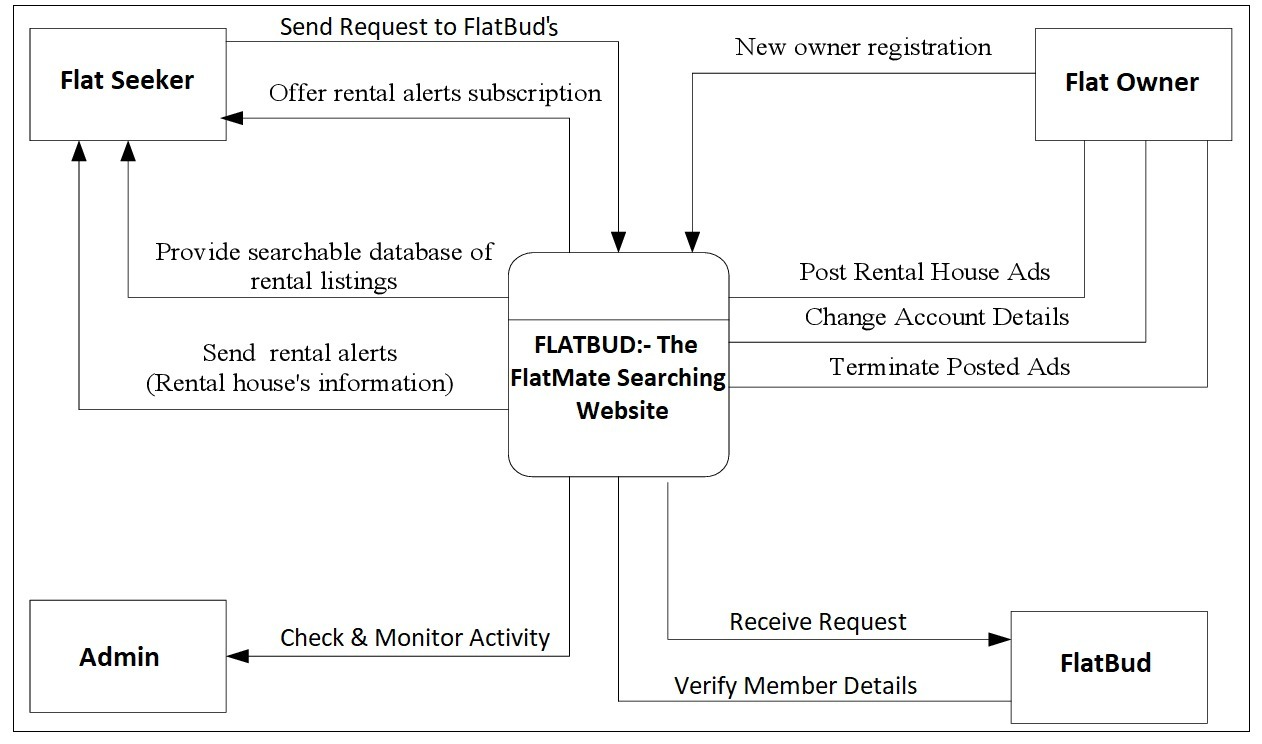 Send Request to FlatBud's
Flat Seeker
Offer rental alerts subscription
New owner registration
Flat Owner
Provide searchable database of
rental listings
Send rental alerts
(Rental house's information)
Post Rental House Ads
Change Account Details
Terminate Posted Ads
FLATBUD:- The
FlatMate Searching
Website
Admin
Check & Monitor Activity
Receive Request
Verify Member Details
FlatBud